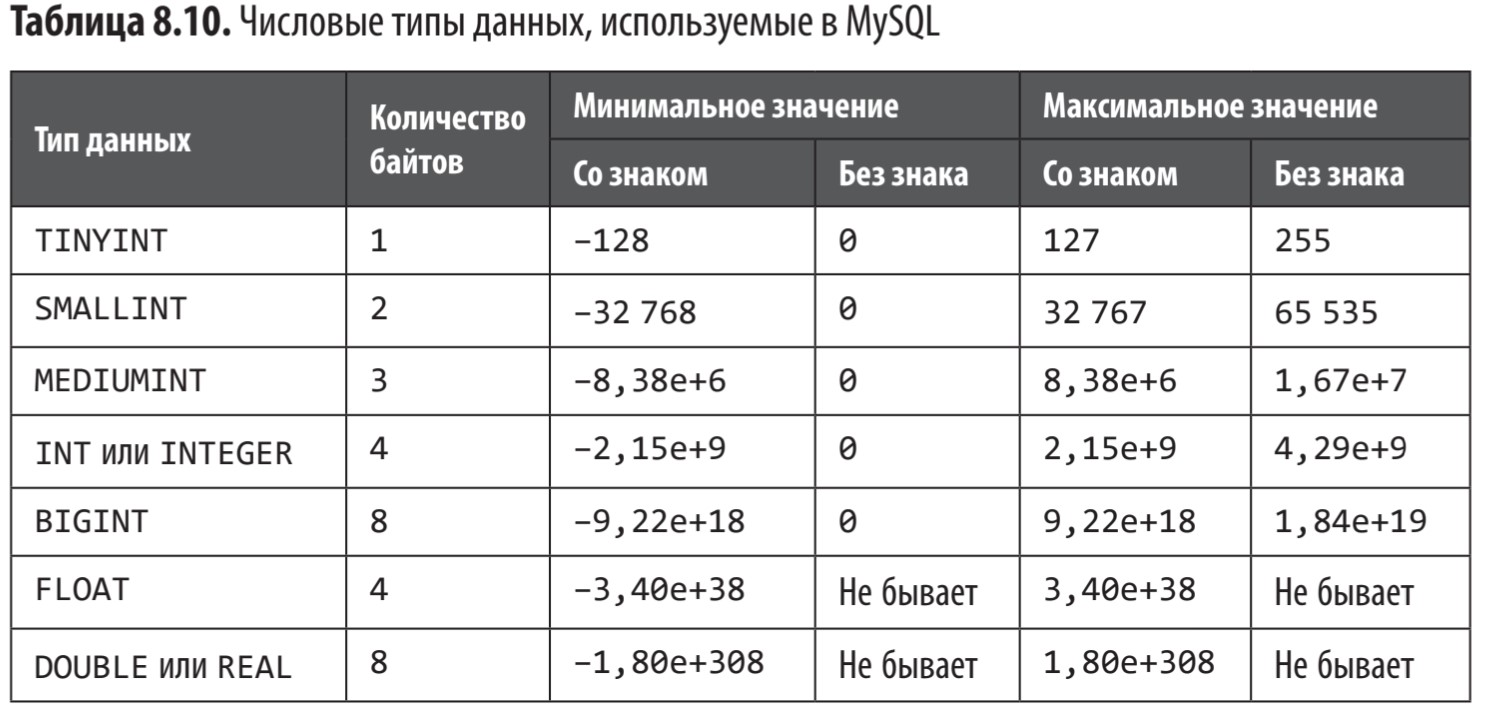 Таблица 8.10. Числовые типы данных, используемые в MySQL
Тип данных Количество байтов Минимальное значение Максимальное значение
Со знаком Без знака Со знаком Без знака
TINYINT 1 –128 0 127 255
SMALLINT 2 –32 768 0 32 767 65 535
MEDIUMINT 3 –8,38e+6 0 8,38e+6 1,67e+7
INT или INTEGER 4 –2,15e+9 0 2,15e+9 4,29e+9
BIGINT 8 –9,22e+18 0 9,22e+18 1,84e+19
FLOAT 4 –3,40e+38 Не бывает 3,40e+38 Не бывает
DOUBLE или REAL 8 –1,80e+308 Не бывает 1,80e+308 Не бывает